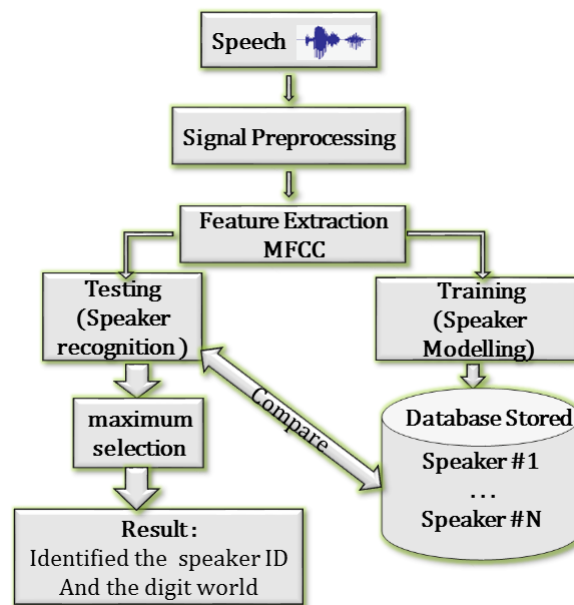 Speech
Signal Preprocessing
Feature Extraction
MFCC
Testing
(Speaker
recognition )
Training
(Speaker
Modelling)
Compare
maximum
selection
Database Stored
Speaker #1
...
Speaker #N
Result :
Identified the speaker ID
And the digit world